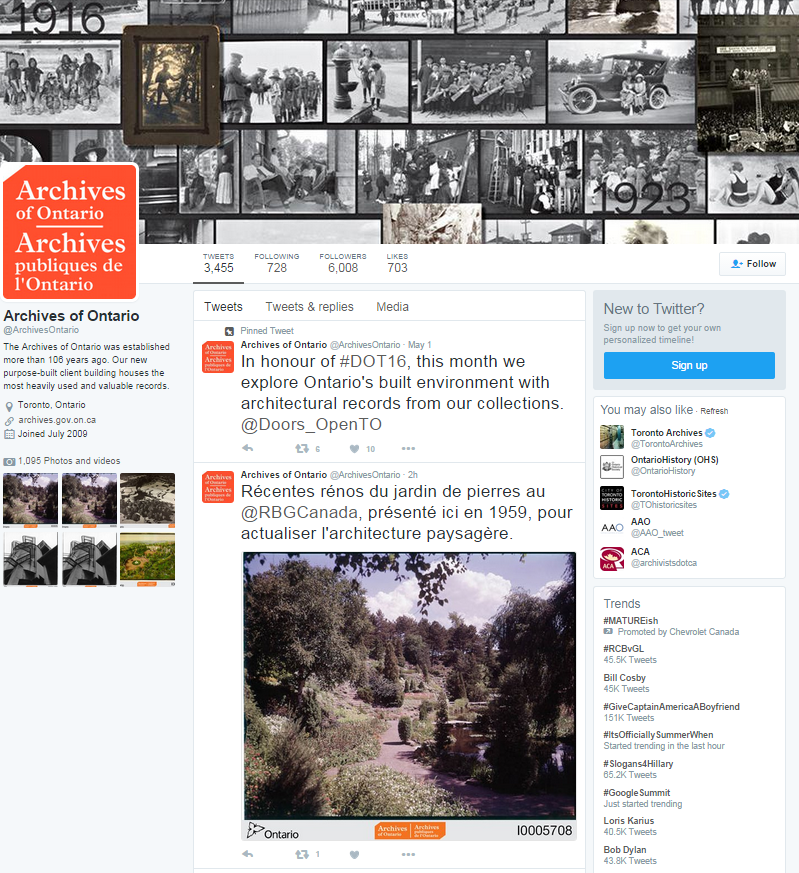 1916
1923
Archives
of Ontario
Archives
publiques de
l'Ontario
TWEETS
3,455
FOLLOWING
728
FOLLOWERS
6,008
LIKES
703
Follow
Archives of Ontario
@ArchivesOntario
The Archives of Ontario was established
more than 106 years ago. Our new
purpose-built client building houses the
most heavily used and valuable records.
Toronto, Ontario
archives.gov.on.ca
Joined July 2009
1,095 Photos and videos
Tweets Tweets & replies Media
Pinned Tweet
Archives of Ontario @ArchivesOntario · May 1
In honour of #DOT16, this month we
explore Ontario's built environment with
architectural records from our collections.
@Doors_OpenTO
6 10
Archives of Ontario @ArchivesOntario · 2h
Récentes rénos du jardin de pierres au
@RBGCanada, présenté ici en 1959, pour
actualiser l'architecture paysagère.
Ontario
Archives
of Ontario
Archives
publiques
de l'Ontario
I0005708
1
New to Twitter?
Sign up now to get your own
personalized timeline!
Sign up
You may also like · Refresh
Toronto Archives
@TorontoArchives
OntarioHistory (OHS)
@OntarioHistory
TorontoHistoricSites
@TOhistoricsites
AAO
@AAO_tweet
ACA
@archivistsdotca
Trends
#MATUREish
Promoted by Chevrolet Canada
#RCBvGL
45.5K Tweets
Bill Cosby
45K Tweets
#GiveCaptainAmericaABoyfriend
151K Tweets
#ItsOfficiallySummerWhen
Started trending in the last hour
#Slogans4Hillary
65.2K Tweets
#GoogleSummit
Just started trending
Loris Karius
40.5K Tweets
Bob Dylan
43.8K Tweets